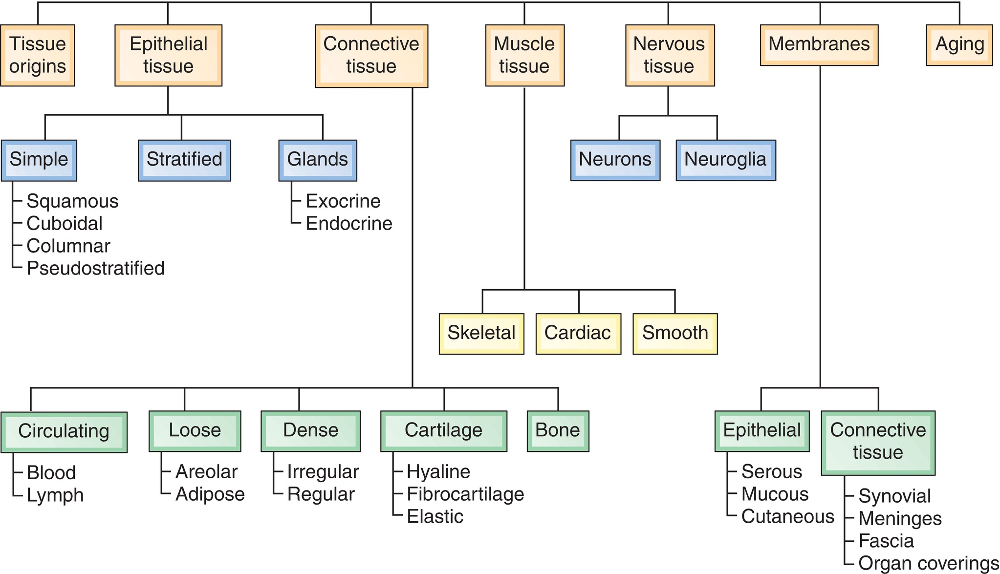 Tissue
origins
Epithelial
tissue
Connective
tissue
Muscle
tissue
Nervous
tissue
Membranes
Aging
Simple
Squamous
Cuboidal
Columnar
Pseudostratified
Stratified
Glands
Exocrine
Endocrine
Neurons
Neuroglia
Skeletal
Cardiac
Smooth
Circulating
Blood
Lymph
Loose
Areolar
Adipose
Dense
Irregular
Regular
Cartilage
Hyaline
Fibrocartilage
Elastic
Bone
Epithelial
Serous
Mucous
Cutaneous
Connective
tissue
Synovial
Meninges
Fascia
Organ coverings